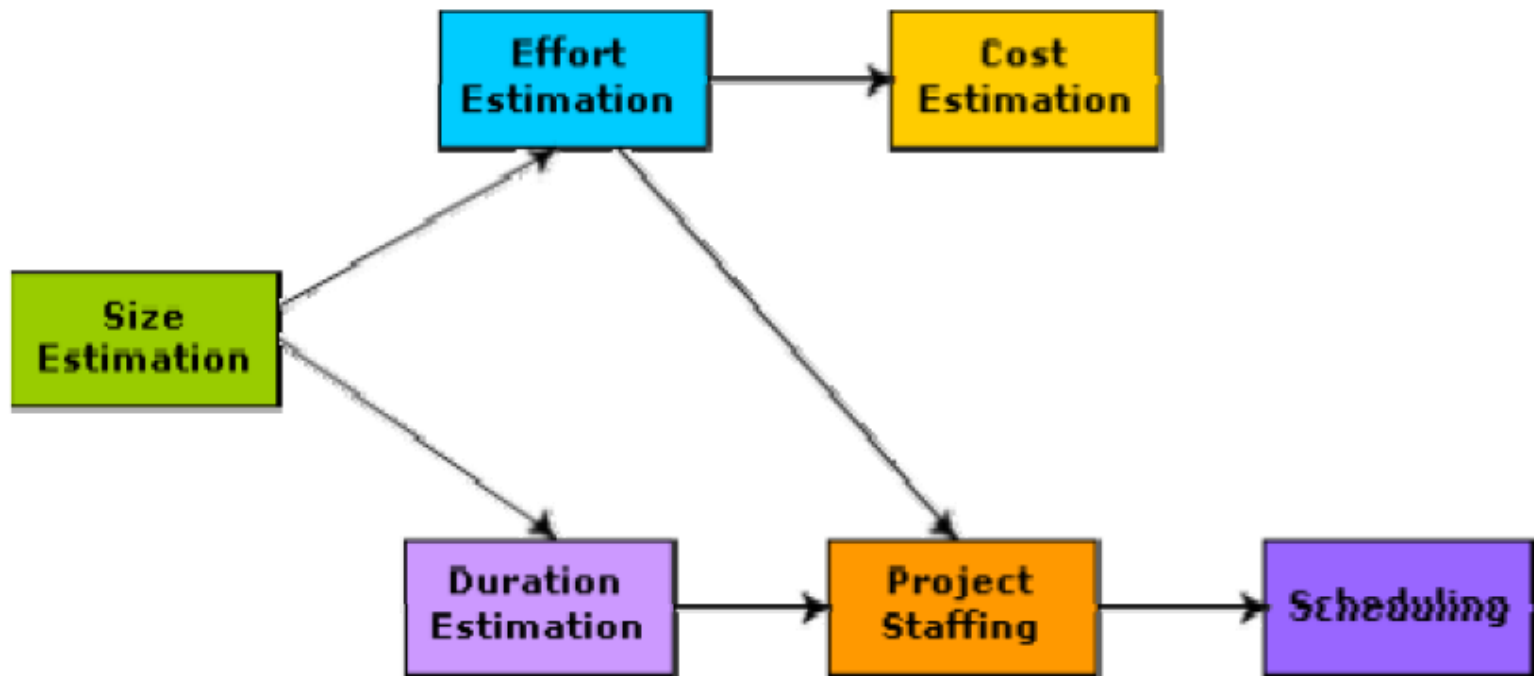 Effort
Estimation
Cost
Estimation
Size
Estimation
Duration
Estimation
Project
Staffing
Scheduling